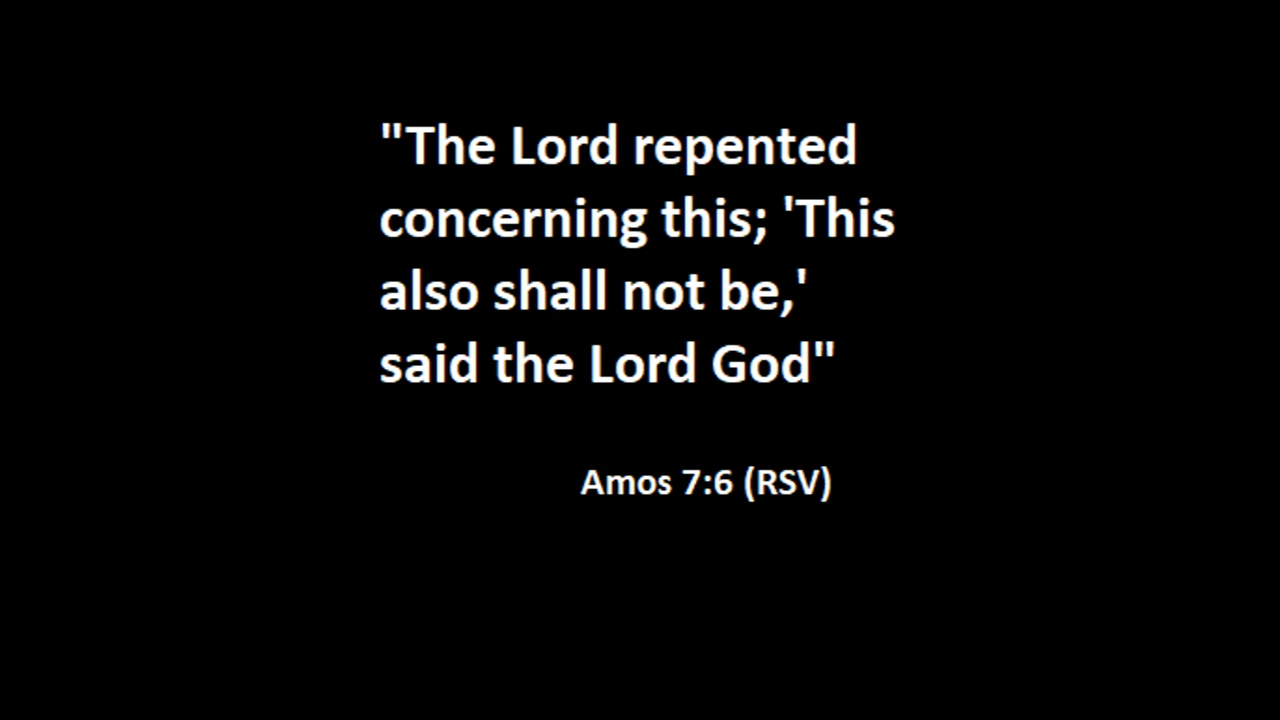 "The Lord repented
concerning this; 'This
also shall not be,'
said the Lord God"
Amos 7:6 (RSV)